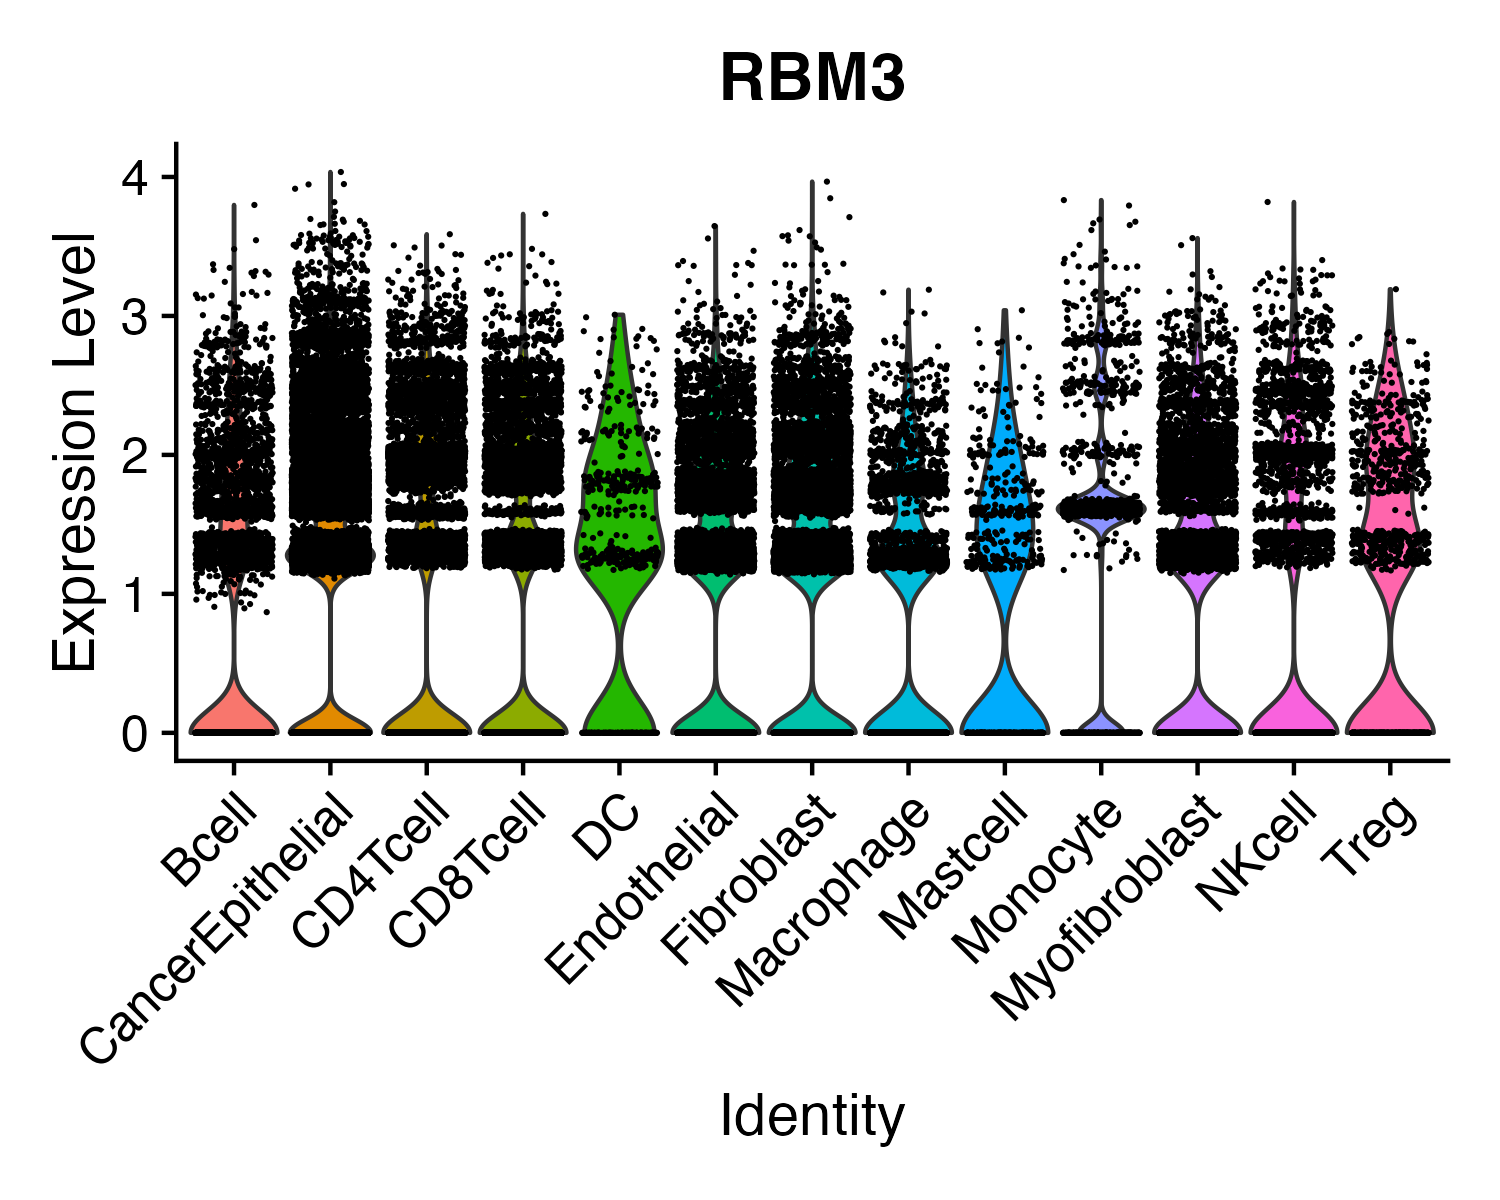 RBM3
Expression Level
4
3
2
1
0
Bcell
CancerEpithelial
CD4Tcell
CD8Tcell
DC
Endothelial
Fibroblast
Macrophage
Mastcell
Monocyte
Myofibroblast
NKcell
Treg
Identity